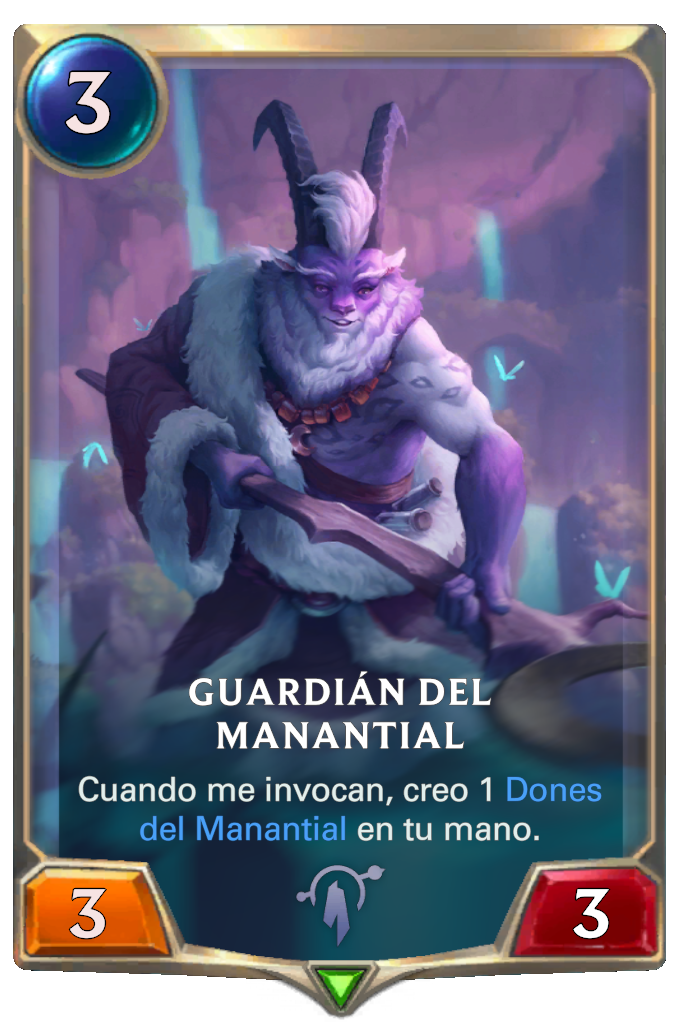 3
GUARDIÁN DEL
MANANTIAL
Cuando me invocan, creo 1 Dones
del Manantial en tu mano.
3
3